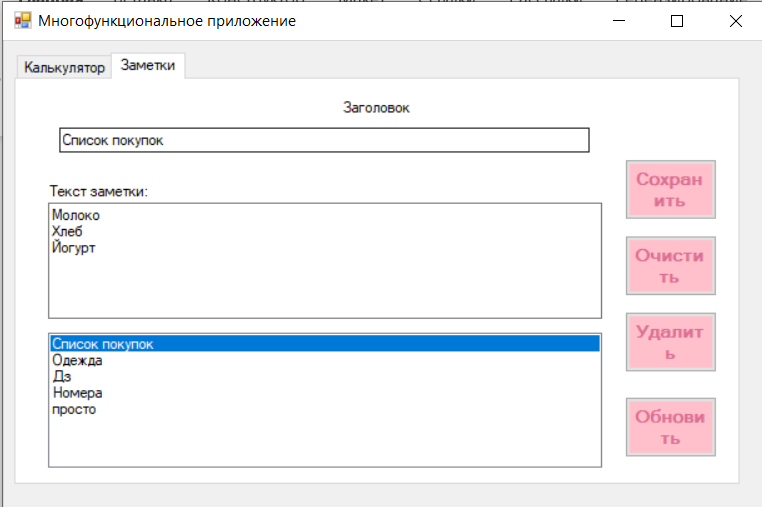 Многофункциональное приложение
Калькулятор
Заметки
Заголовок
Список покупок
Текст заметки:
Молоко
Хлеб
Йогурт
Список покупок
Одежда
Дз
Номера
просто
Сохран
ить
Очисти
ть
Удалит
ь
Обнови
ть